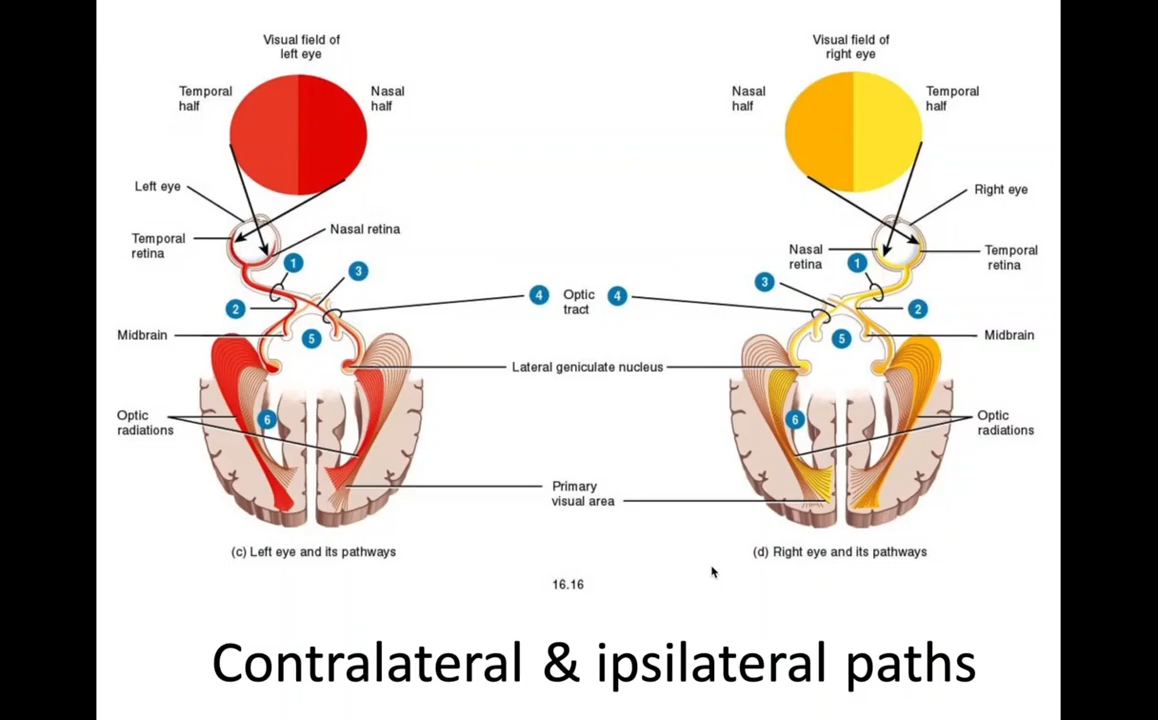 Visual field of
left eye
Temporal
half
Nasal
half
Left eye
Temporal
retina
Nasal retina
1
3
2
Midbrain
5
Optic
radiations
6
(c) Left eye and its pathways
4
Optic
tract
4
Lateral geniculate nucleus
Primary
visual area
Visual field of
right eye
Nasal
half
Temporal
half
Right eye
Nasal
retina
Temporal
retina
1
3
2
Midbrain
5
6
Optic
radiations
(d) Right eye and its pathways
16.16
Contralateral & ipsilateral paths